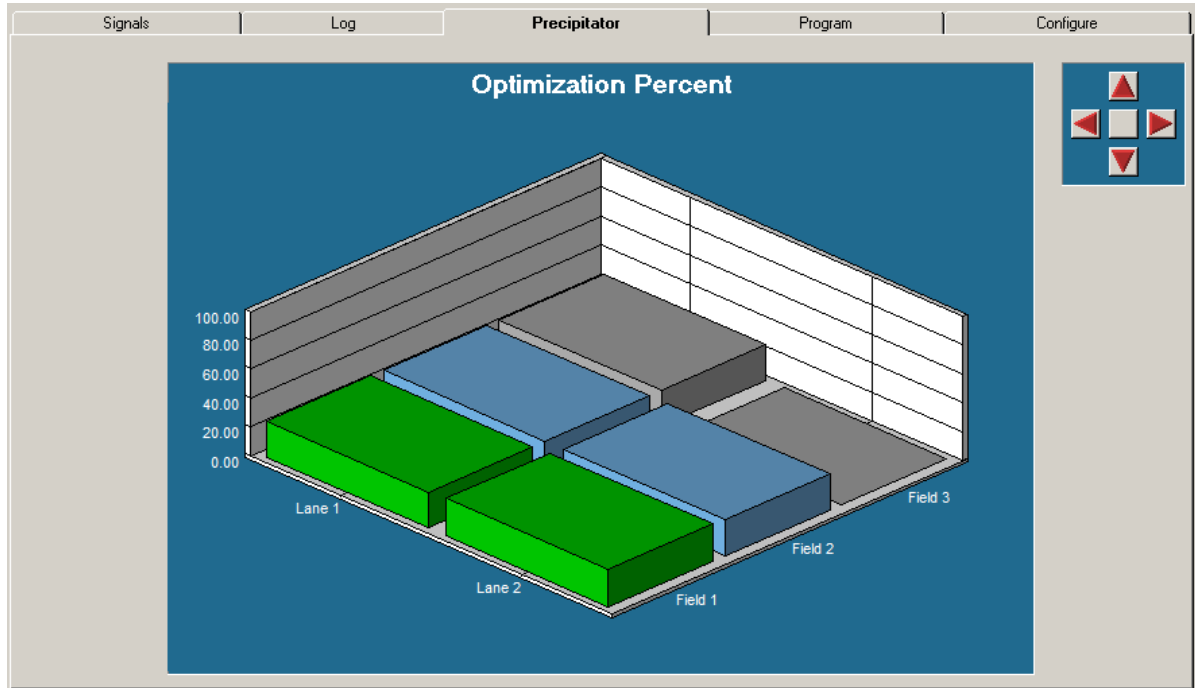 Signals
Log
Precipitator
Program
Configure
Optimization Percent
100.00
80.00
60.00
40.00
20.00
0.00
Lane 1
Lane 2
Field 1
Field 2
Field 3